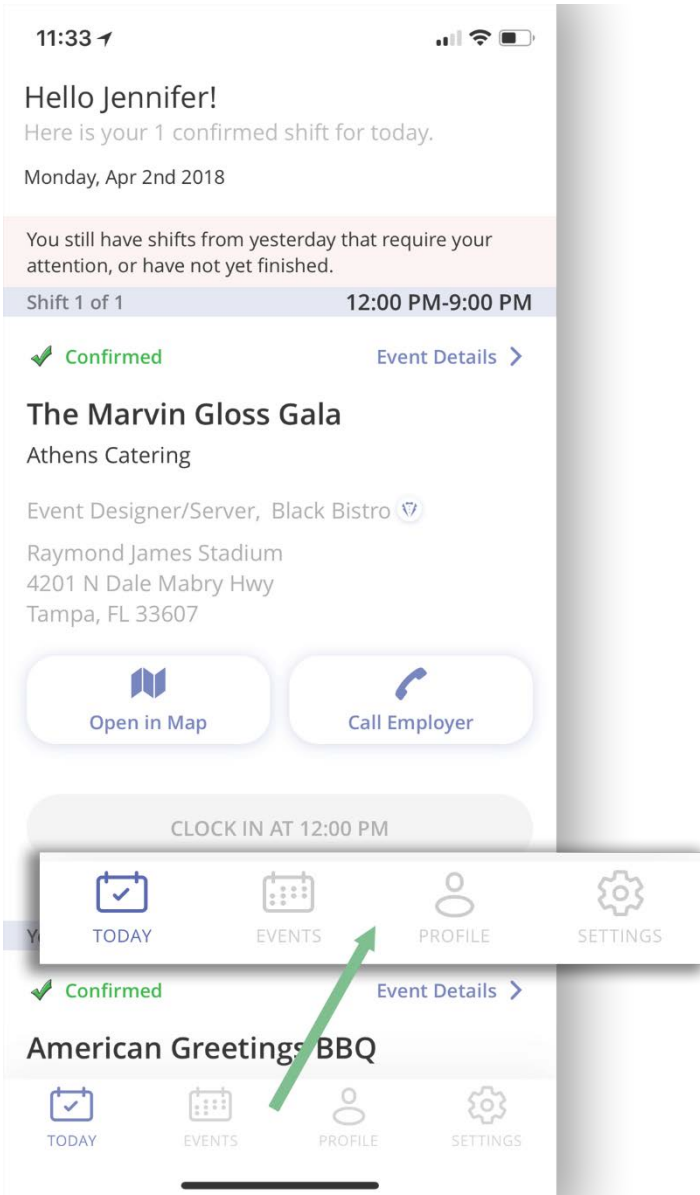 11:33
Hello Jennifer!
Here is your 1 confirmed shift for today.
Monday, Apr 2nd 2018
You still have shifts from yesterday that require your
attention, or have not yet finished.
Shift 1 of 1 12:00 PM-9:00 PM
Confirmed Event Details
The Marvin Gloss Gala
Athens Catering
Event Designer/Server, Black Bistro
Raymond James Stadium
4201 N Dale Mabry Hwy
Tampa, FL 33607
Open in Map Call Employer
CLOCK IN AT 12:00 PM
TODAY EVENTS PROFILE SETTINGS
Confirmed Event Details
American Greetings BBQ
TODAY EVENTS PROFILE SETTINGS